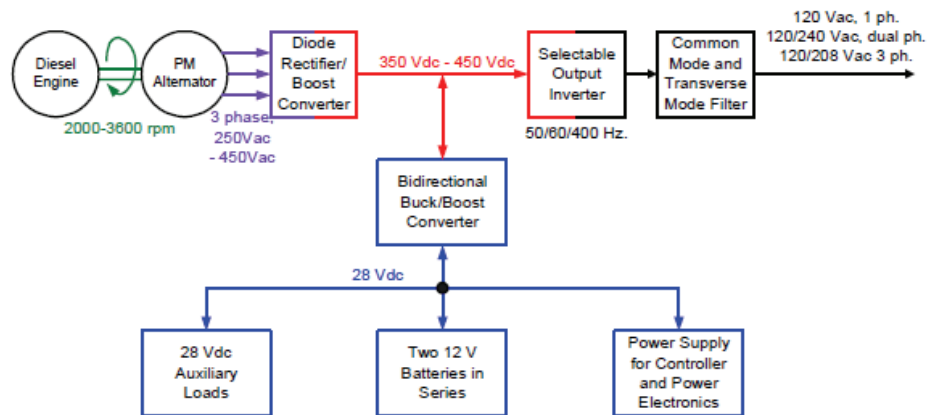 Diesel
Engine
PM
Alternator
2000-3600 rpm
3 phase,
250Vac
- 450Vac
Diode
Rectifier/
Boost
Converter
350 Vdc - 450 Vdc
Selectable
Output
Inverter
50/60/400 Hz.
Common
Mode and
Transverse
Mode Filter
120 Vac, 1 ph.
120/240 Vac, dual ph.
120/208 Vac 3 ph.
Bidirectional
Buck/Boost
Converter
28 Vdc
28 Vdc
Auxiliary
Loads
Two 12 V
Batteries in
Series
Power Supply
for Controller
and Power
Electronics